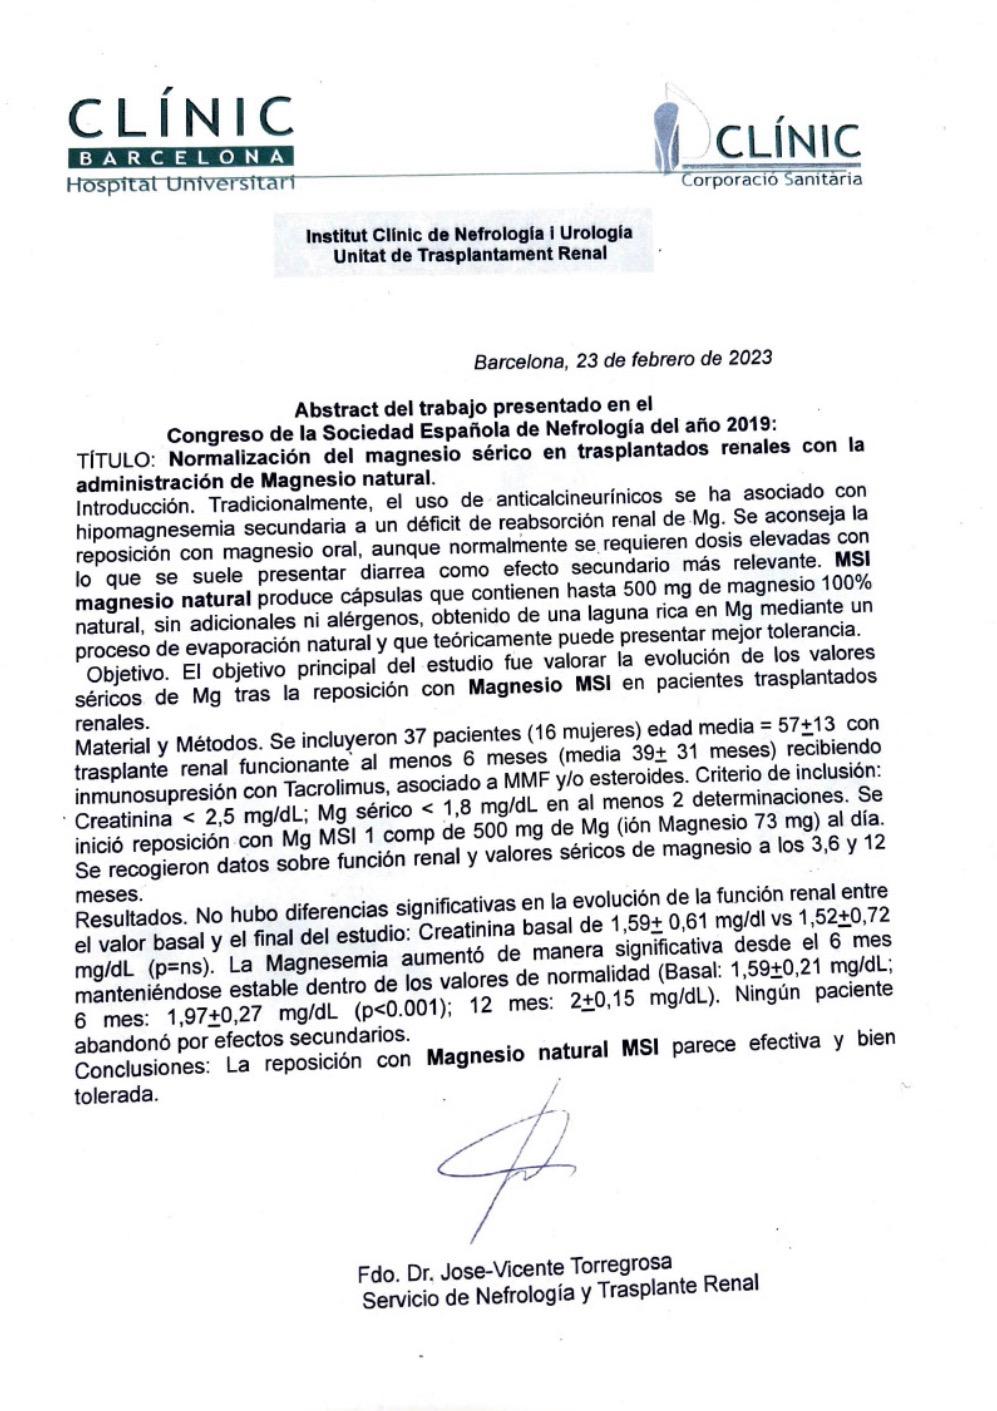 CLÍNIC
BARCELONA
Hospital Universitari
CLÍNIC
Corporació Sanitària
Institut Clínic de Nefrología i Urología
Unitat de Trasplantament Renal
Barcelona, 23 de febrero de 2023
Abstract del trabajo presentado en el
Congreso de la Sociedad Española de Nefrología del año 2019:
TÍTULO: Normalización del magnesio sérico en trasplantados renales con la
administración de Magnesio natural.
Introducción. Tradicionalmente, el uso de anticalcineurínicos se ha asociado con
hipomagnesemia secundaria a un déficit de reabsorción renal de Mg. Se aconseja la
reposición con magnesio oral, aunque normalmente se requieren dosis elevadas con
lo que se suele presentar diarrea como efecto secundario más relevante. MSI
magnesio natural produce cápsulas que contienen hasta 500 mg de magnesio 100%
natural, sin adicionales ni alérgenos, obtenido de una laguna rica en Mg mediante un
proceso de evaporación natural y que teóricamente puede presentar mejor tolerancia.
Objetivo. El objetivo principal del estudio fue valorar la evolución de los valores
séricos de Mg tras la reposición con Magnesio MSI en pacientes trasplantados
renales.
Material y Métodos. Se incluyeron 37 pacientes (16 mujeres) edad media = 57±13 con
trasplante renal funcionante al menos 6 meses (media 39± 31 meses) recibiendo
inmunosupresión con Tacrolimus, asociado a MMF y/o esteroides. Criterio de inclusión:
Creatinina < 2,5 mg/dL; Mg sérico < 1,8 mg/dL en al menos 2 determinaciones. Se
inició reposición con Mg MSI 1 comp de 500 mg de Mg (ión Magnesio 73 mg) al día.
Se recogieron datos sobre función renal y valores séricos de magnesio a los 3,6 y 12
meses.
Resultados. No hubo diferencias significativas en la evolución de la función renal entre
el valor basal y el final del estudio: Creatinina basal de 1,59± 0,61 mg/dl vs 1,52±0,72
mg/dL (p=ns). La Magnesemia aumentó de manera significativa desde el 6 mes
manteniéndose estable dentro de los valores de normalidad (Basal: 1,59±0,21 mg/dL;
6 mes: 1,97±0,27 mg/dL (p<0.001); 12 mes: 2±0,15 mg/dL). Ningún paciente
abandonó por efectos secundarios.
Conclusiones: La reposición con Magnesio natural MSI parece efectiva y bien
tolerada.
Fdo. Dr. Jose-Vicente Torregrosa
Servicio de Nefrología y Trasplante Renal